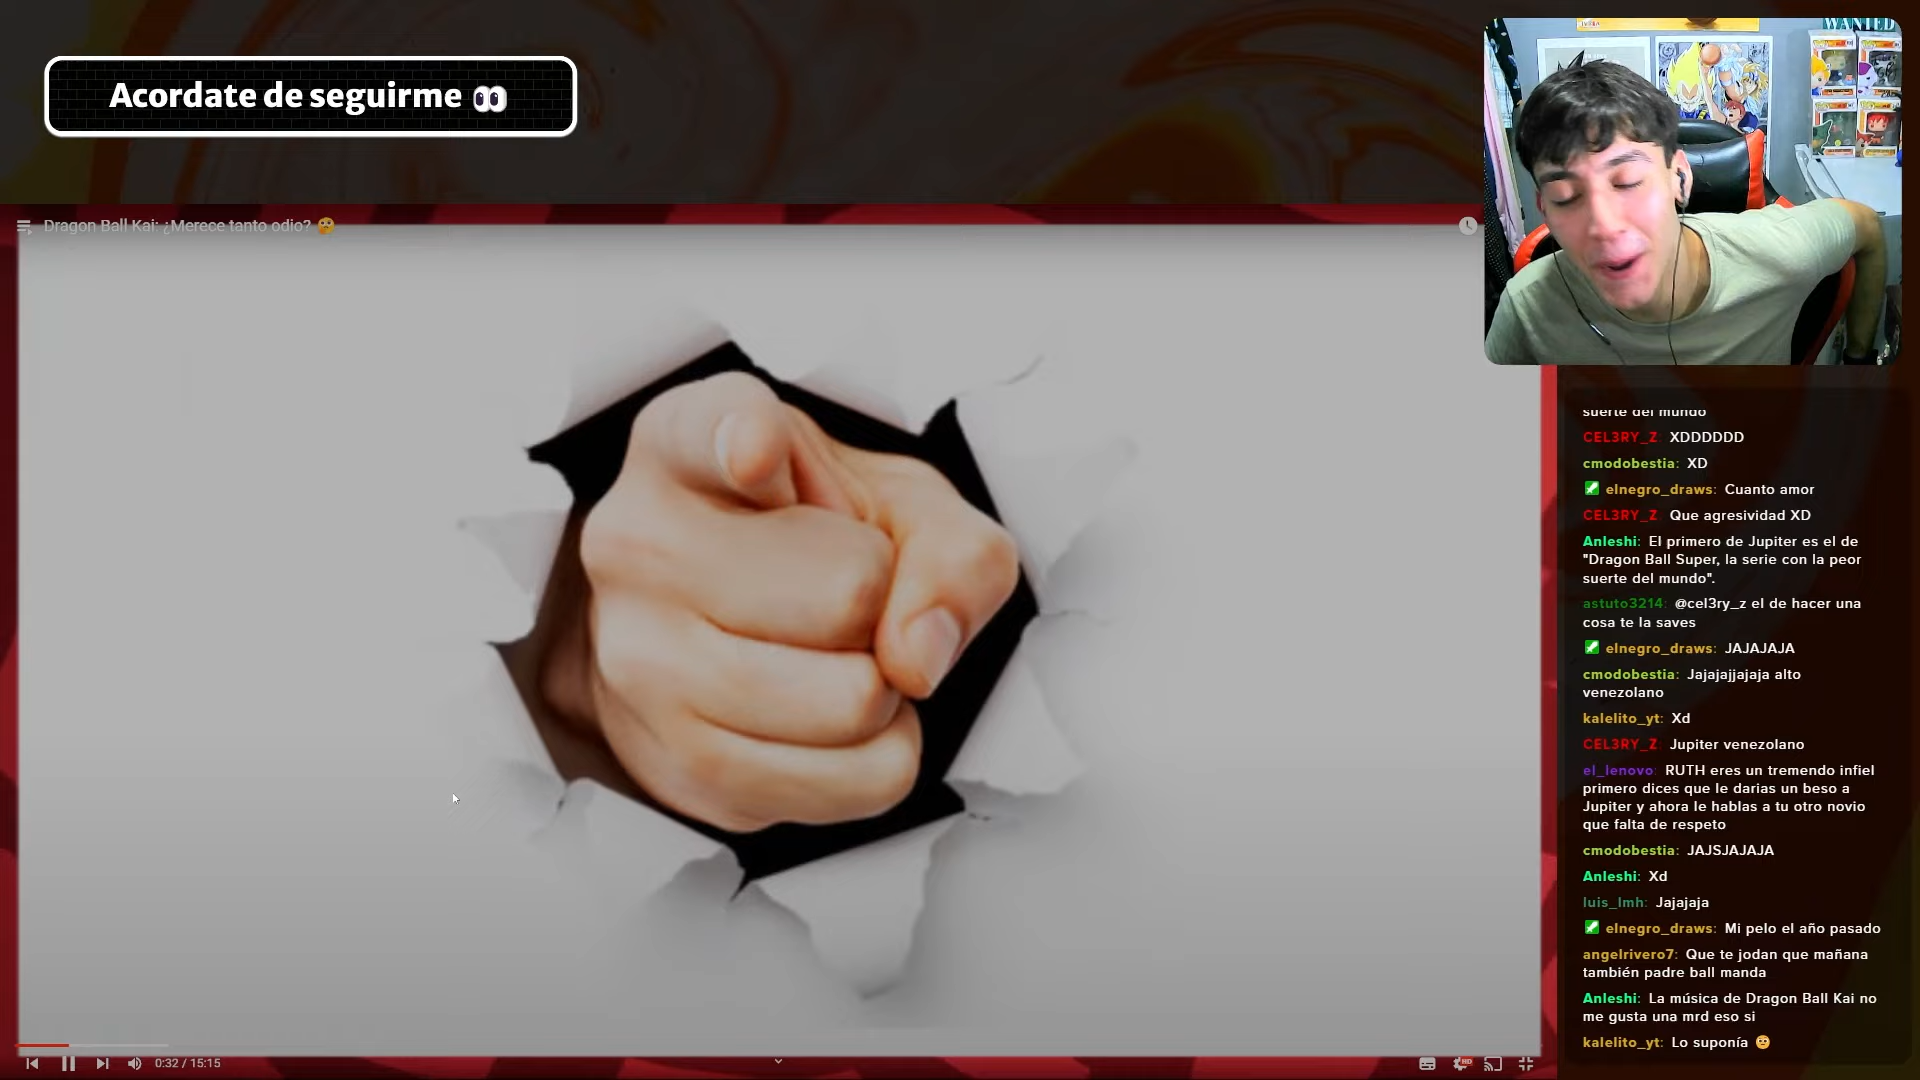 Acordate de seguirme 👀
WANTED
Dragon Ball Kai: ¿Merece tanto odio? 🤔
suerte del mundo
CEL3RY_Z: XDDDDDD
cmodobestia: XD
elnegro_draws: Cuanto amor
CEL3RY_Z: Que agresividad XD
Anleshi: El primero de Jupiter es el de
"Dragon Ball Super, la serie con la peor
suerte del mundo".
astuto3214: @cel3ry_z el de hacer una
cosa te la saves
elnegro_draws: JAJAJAJA
cmodobestia: Jajajajjajaja alto
venezolano
kalelito_yt: Xd
CEL3RY_Z: Jupiter venezolano
el_lenovo: RUTH eres un tremendo infiel
primero dices que le darias un beso a
Jupiter y ahora le hablas a tu otro novio
que falta de respeto
cmodobestia: JAJSJAJAJA
Anleshi: Xd
luis_lmh: Jajajaja
elnegro_draws: Mi pelo el año pasado
angelrivero7: Que te jodan que mañana
también padre ball manda
Anleshi: La música de Dragon Ball Kai no
me gusta una mrd eso si
kalelito_yt: Lo suponía 🫠
0:32 / 15:15
HD